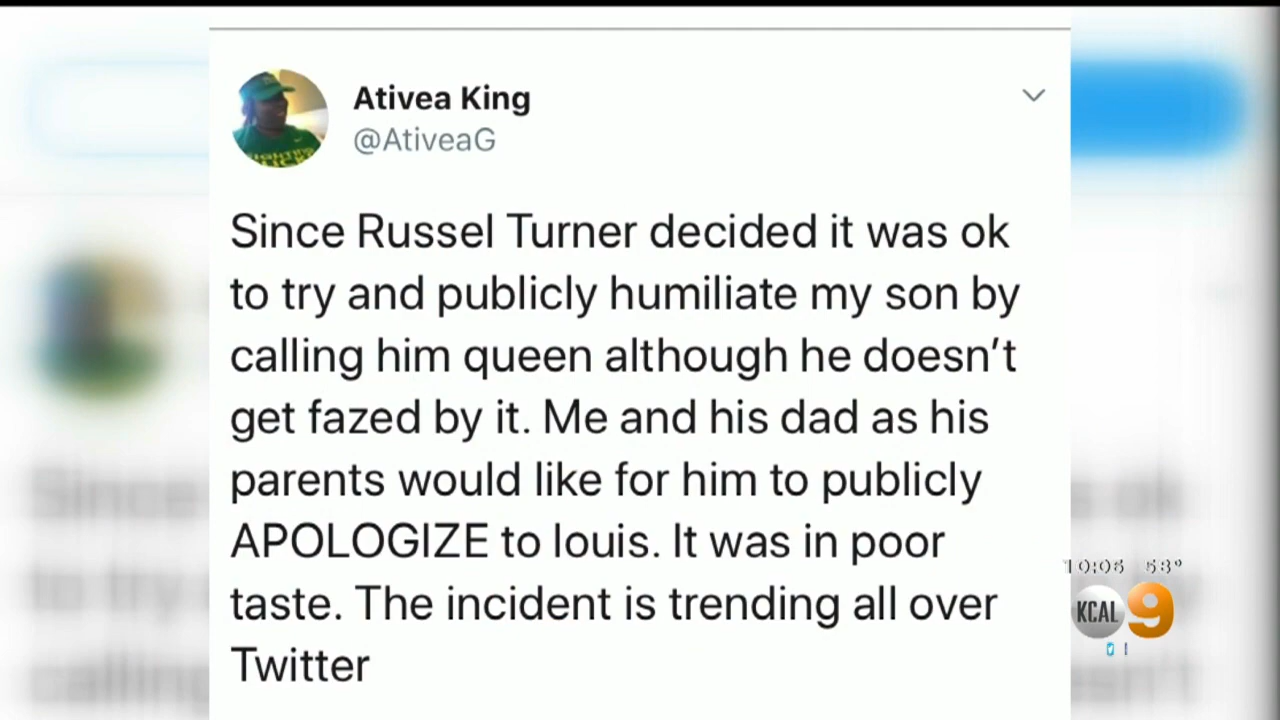 Ativea King
@AtiveaG
Since Russel Turner decided it was ok
to try and publicly humiliate my son by
calling him queen although he doesn't
get fazed by it. Me and his dad as his
parents would like for him to publicly
APOLOGIZE to louis. It was in poor
taste. The incident is trending all over
Twitter
10:05 53°
KCAL 9